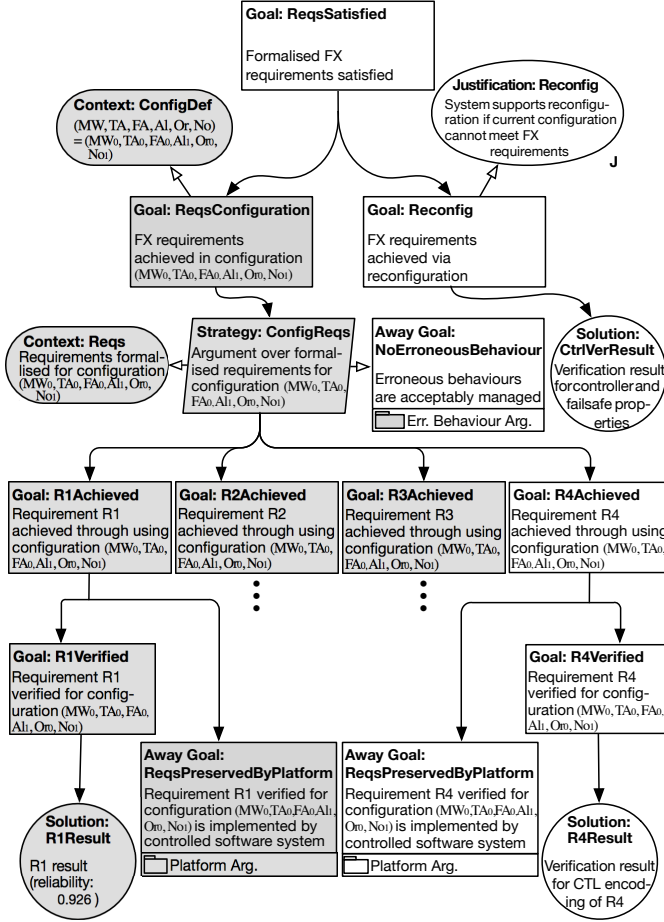 Goal: ReqsSatisfied
Formalised FX
requirements satisfied
Context: ConfigDef
(MW, TA, FA, Al, Or, No)
= (MW₀, TA₀, FA₀, Al₁, Or₀,
No₁)
Justification: Reconfig
System supports reconfigu-
ration if current configuration
cannot meet FX
requirements
J
Goal: ReqsConfiguration
FX requirements
achieved in configuration
(MW₀, TA₀, FA₀, Al₁, Or₀, No₁)
Goal: Reconfig
FX requirements
achieved via
reconfiguration
Context: Reqs
Requirements forma-
lised for configuration
(MW₀, TA₀, FA₀, Al₁, Or₀,
No₁)
Strategy: ConfigReqs
Argument over formal-
ised requirements for
configuration (MW₀, TA₀,
FA₀, Al₁, Or₀, No₁)
Away Goal:
NoErroneousBehaviour
Erroneous behaviours
are acceptably managed
Err. Behaviour Arg.
Solution:
CtrlVerResult
Verification result
for controller and
failsafe prop-
erties
Goal: R1Achieved
Requirement R1
achieved through using
configuration (MW₀, TA₀,
FA₀, Al₁, Or₀, No₁)
Goal: R2Achieved
Requirement R2
achieved through using
configuration (MW₀, TA₀,
FA₀, Al₁, Or₀, No₁)
Goal: R3Achieved
Requirement R3
achieved through using
configuration (MW₀, TA₀,
FA₀, Al₁, Or₀, No₁)
Goal: R4Achieved
Requirement R4
achieved through using
configuration (MW₀, TA₀,
FA₀, Al₁, Or₀, No₁)
Goal: R1Verified
Requirement R1
verified for config-
uration (MW₀, TA₀, FA₀,
Al₁, Or₀, No₁)
Goal: R4Verified
Requirement R4
verified for config-
uration (MW₀, TA₀, FA₀,
Al₁, Or₀, No₁)
Away Goal:
ReqsPreservedByPlatform
Requirement R1 verified for
configuration (MW₀,TA₀,FA₀,Al₁,
Or₀, No₁) is implemented by
controlled software system
Platform Arg.
Away Goal:
ReqsPreservedByPlatform
Requirement R4 verified for
configuration (MW₀,TA₀,FA₀,Al₁,
Or₀, No₁) is implemented by
controlled software system
Platform Arg.
Solution:
R1Result
R1 result
(reliability:
0.926 )
Solution:
R4Result
Verification result
for CTL encod-
ing of R4